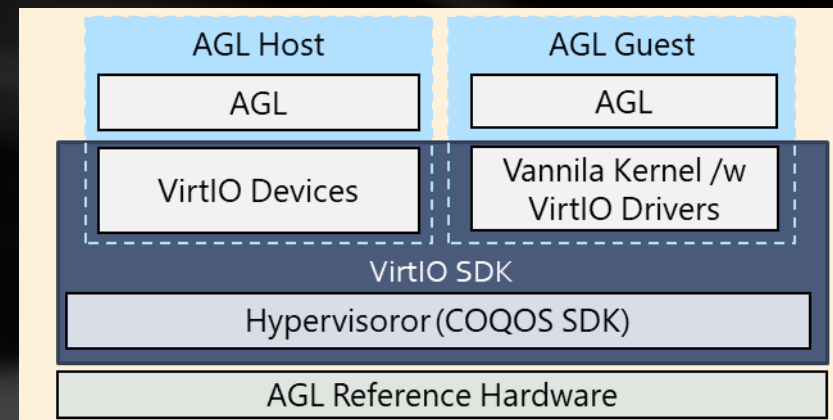 AGL Host
AGL Guest
AGL
AGL
VirtIO Devices
Vannila Kernel /w
VirtIO Drivers
VirtIO SDK
Hypervisoror (COQOS SDK)
AGL Reference Hardware